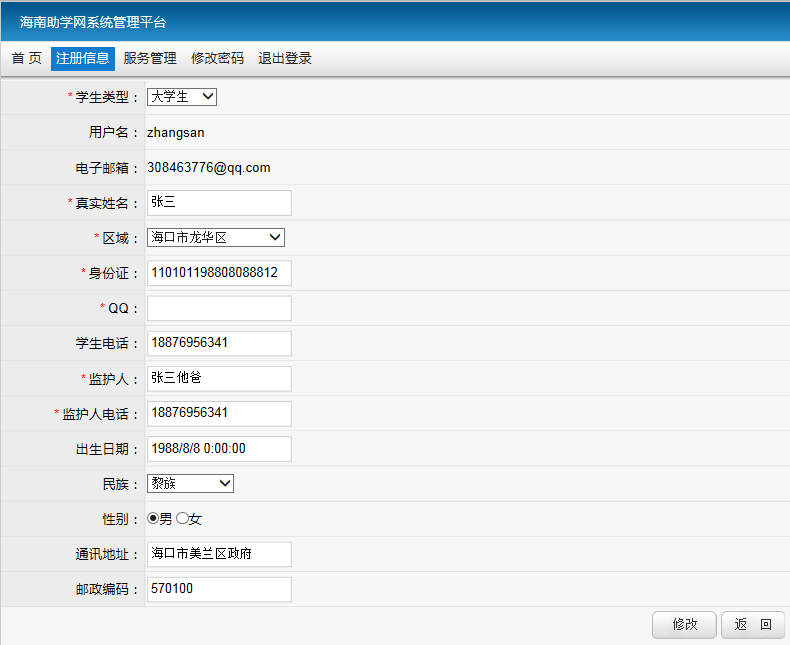 海南助学网系统管理平台
首 页 注册信息 服务管理 修改密码 退出登录
*学生类型： 大学生
用户名： zhangsan
电子邮箱： 308463776@qq.com
*真实姓名： 张三
*区域： 海口市龙华区
*身份证： 110101198808088812
*QQ：
学生电话： 18876956341
*监护人： 张三他爸
*监护人电话： 18876956341
出生日期： 1988/8/8 0:00:00
民族： 黎族
性别： 男 女
通讯地址： 海口市美兰区政府
邮政编码： 570100
修改 返 回